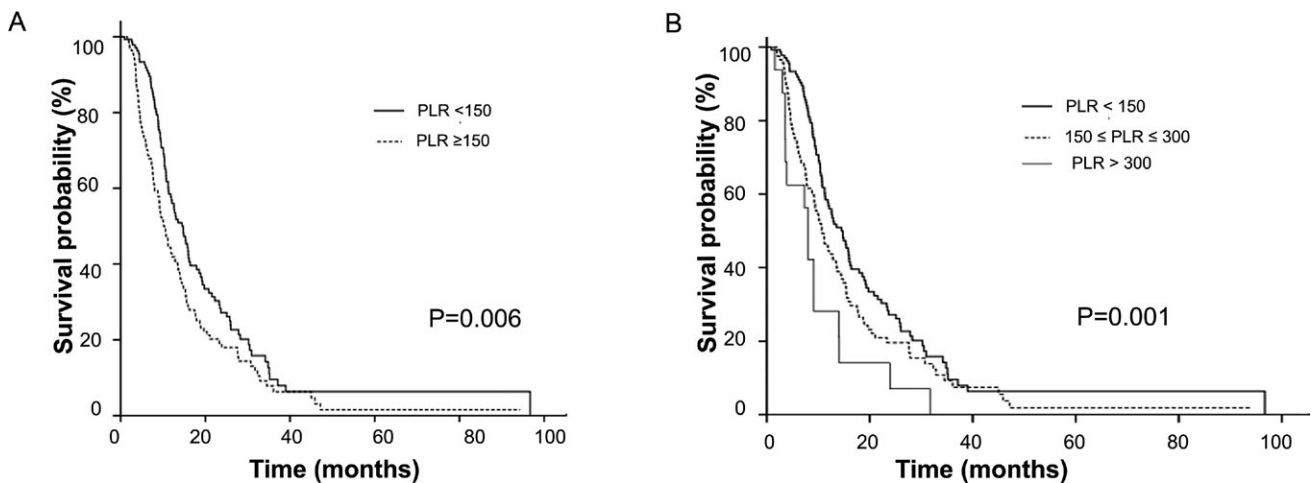 A
Survival probability (%)
100
80
60
40
20
0
PLR <150
PLR ≥150
P=0.006
0 20 40 60 80 100
Time (months)
B
Survival probability (%)
100
80
60
40
20
0
PLR < 150
150 ≤ PLR ≤ 300
PLR > 300
P=0.001
0 20 40 60 80 100
Time (months)